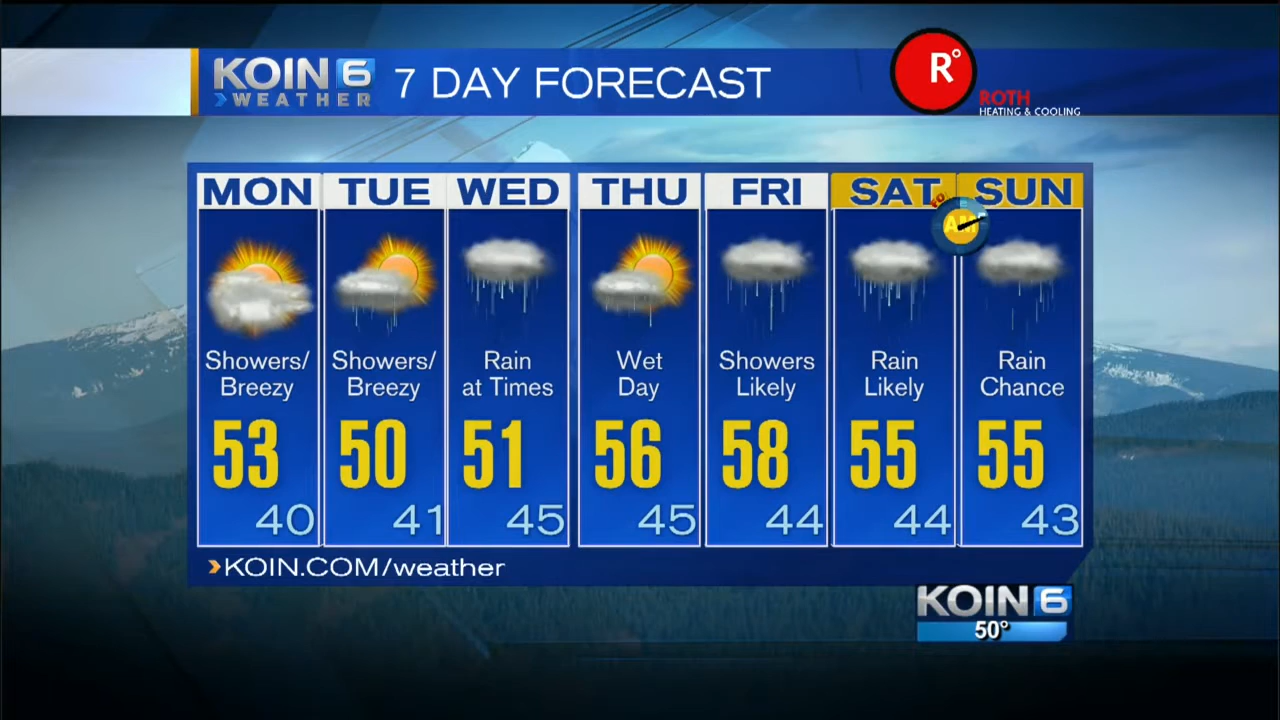 KOIN 6
WEATHER
7 DAY FORECAST
R°
ROTH
HEATING & COOLING
MON TUE WED THU FRI SAT SUN
AM
Showers/
Breezy
Showers/
Breezy
Rain
at Times
Wet
Day
Showers
Likely
Rain
Likely
Rain
Chance
53 50 51 56 58 55 55
40 41 45 45 44 44 43
KOIN.COM/weather
KOIN 6
50°